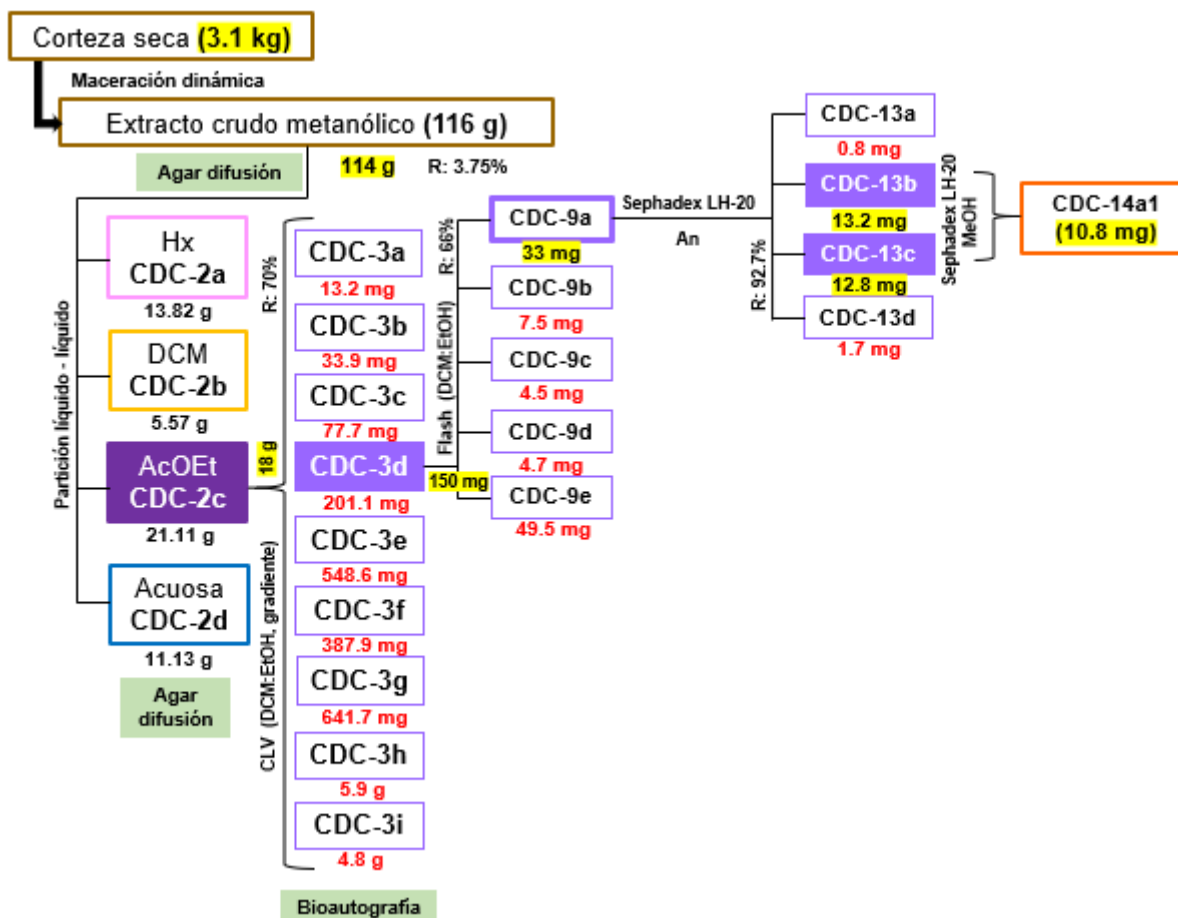 Corteza seca (3.1 kg)
Maceración dinámica
Extracto crudo metanólico (116 g)
Agar difusión
114 g
R: 3.75%
Partición líquido - líquido
Hx
CDC-2a
13.82 g
DCM
CDC-2b
5.57 g
AcOEt
CDC-2c
21.11 g
Acuosa
CDC-2d
11.13 g
Agar
difusión
18 g
R: 70%
CLV (DCM:EtOH, gradiente)
CDC-3a
13.2 mg
CDC-3b
33.9 mg
CDC-3c
77.7 mg
CDC-3d
201.1 mg
CDC-3e
548.6 mg
CDC-3f
387.9 mg
CDC-3g
641.7 mg
CDC-3h
5.9 g
CDC-3i
4.8 g
Bioautografía
150 mg
Flash (DCM:EtOH)
R: 66%
CDC-9a
33 mg
CDC-9b
7.5 mg
CDC-9c
4.5 mg
CDC-9d
4.7 mg
CDC-9e
49.5 mg
Sephadex LH-20
An
R: 92.7%
CDC-13a
0.8 mg
CDC-13b
13.2 mg
CDC-13c
12.8 mg
CDC-13d
1.7 mg
Sephadex LH-20
MeOH
CDC-14a1
(10.8 mg)